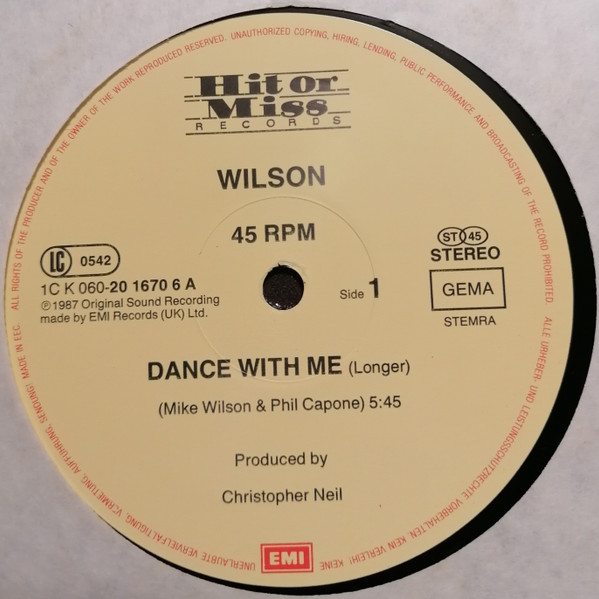 Hit or
Miss
RECORDS
WILSON
45 RPM
LC 0542
1C K 060-20 1670 6 A
℗ 1987 Original Sound Recording
made by EMI Records (UK) Ltd.
Side 1
ST 45
STEREO
GEMA
STEMRA
DANCE WITH ME (Longer)
(Mike Wilson & Phil Capone) 5:45
Produced by
Christopher Neil
EMI
ALL RIGHTS OF THE PRODUCER AND OF THE OWNER OF THE WORK REPRODUCED RESERVED. UNAUTHORIZED COPYING, HIRING, LENDING, PUBLIC PERFORMANCE AND BROADCASTING OF THE RECORD PROHIBITED. ALLE URHEBER- UND LEISTUNGSSCHUTZRECHTE VORBEHALTEN. KEIN VERLEIH! KEINE UNERLAUBTE VERVIELFÄLTIGUNG, VERMIETUNG, AUFFÜHRUNG, SENDUNG! MADE IN EEC.